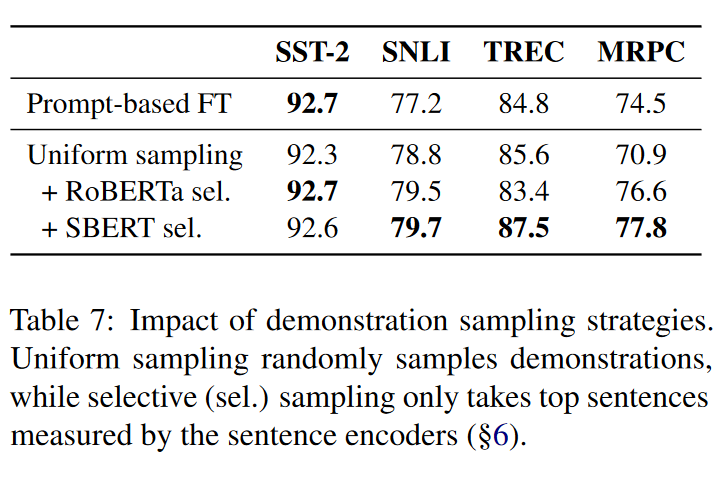 SST-2 SNLI TREC MRPC
Prompt-based FT 92.7 77.2 84.8 74.5
Uniform sampling 92.3 78.8 85.6 70.9
+ RoBERTa sel. 92.7 79.5 83.4 76.6
+ SBERT sel. 92.6 79.7 87.5 77.8
Table 7: Impact of demonstration sampling strategies.
Uniform sampling randomly samples demonstrations,
while selective (sel.) sampling only takes top sentences
measured by the sentence encoders (§6).